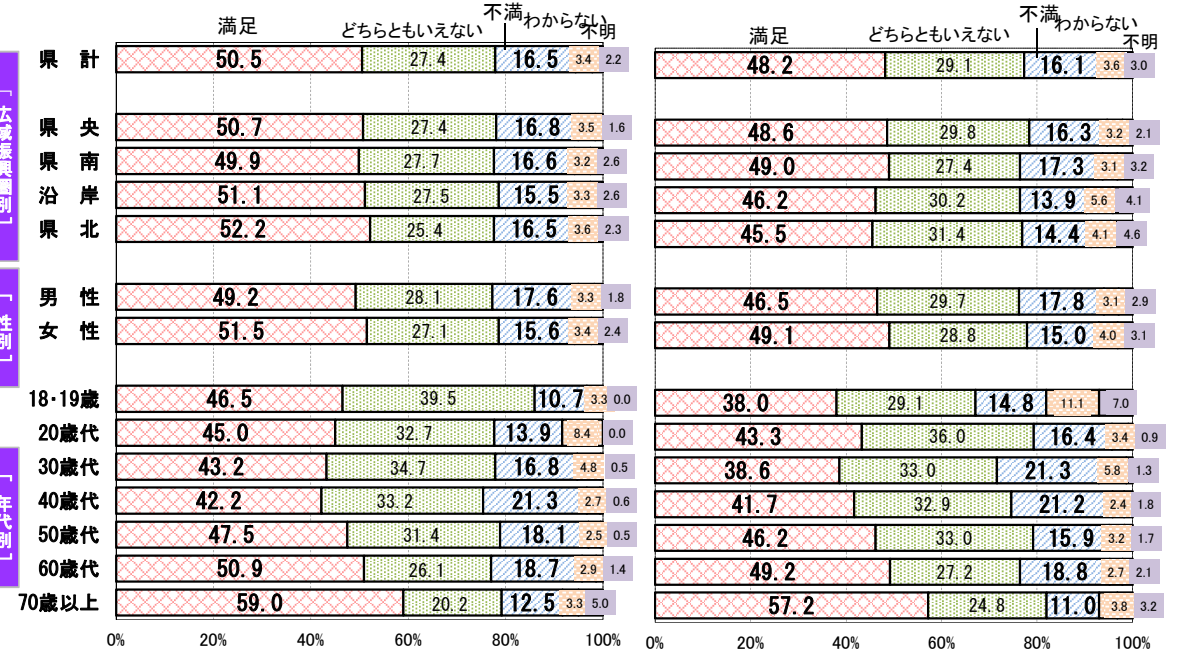 満足 どちらともいえない 不満 わからない 不明
満足 どちらともいえない 不満 わからない 不明
「広域振興圏別」
県 計 50.5 27.4 16.5 3.4 2.2 48.2 29.1 16.1 3.6 3.0
県 央 50.7 27.4 16.8 3.5 1.6 48.6 29.8 16.3 3.2 2.1
県 南 49.9 27.7 16.6 3.2 2.6 49.0 27.4 17.3 3.1 3.2
沿 岸 51.1 27.5 15.5 3.3 2.6 46.2 30.2 13.9 5.6 4.1
県 北 52.2 25.4 16.5 3.6 2.3 45.5 31.4 14.4 4.1 4.6
「性別」
男 性 49.2 28.1 17.6 3.3 1.8 46.5 29.7 17.8 3.1 2.9
女 性 51.5 27.1 15.6 3.4 2.4 49.1 28.8 15.0 4.0 3.1
「年代別」
18・19歳 46.5 39.5 10.7 3.3 0.0 38.0 29.1 14.8 11.1 7.0
20歳代 45.0 32.7 13.9 8.4 0.0 43.3 36.0 16.4 3.4 0.9
30歳代 43.2 34.7 16.8 4.8 0.5 38.6 33.0 21.3 5.8 1.3
40歳代 42.2 33.2 21.3 2.7 0.6 41.7 32.9 21.2 2.4 1.8
50歳代 47.5 31.4 18.1 2.5 0.5 46.2 33.0 15.9 3.2 1.7
60歳代 50.9 26.1 18.7 2.9 1.4 49.2 27.2 18.8 2.7 2.1
70歳以上 59.0 20.2 12.5 3.3 5.0 57.2 24.8 11.0 3.8 3.2
0% 20% 40% 60% 80% 100%
0% 20% 40% 60% 80% 100%